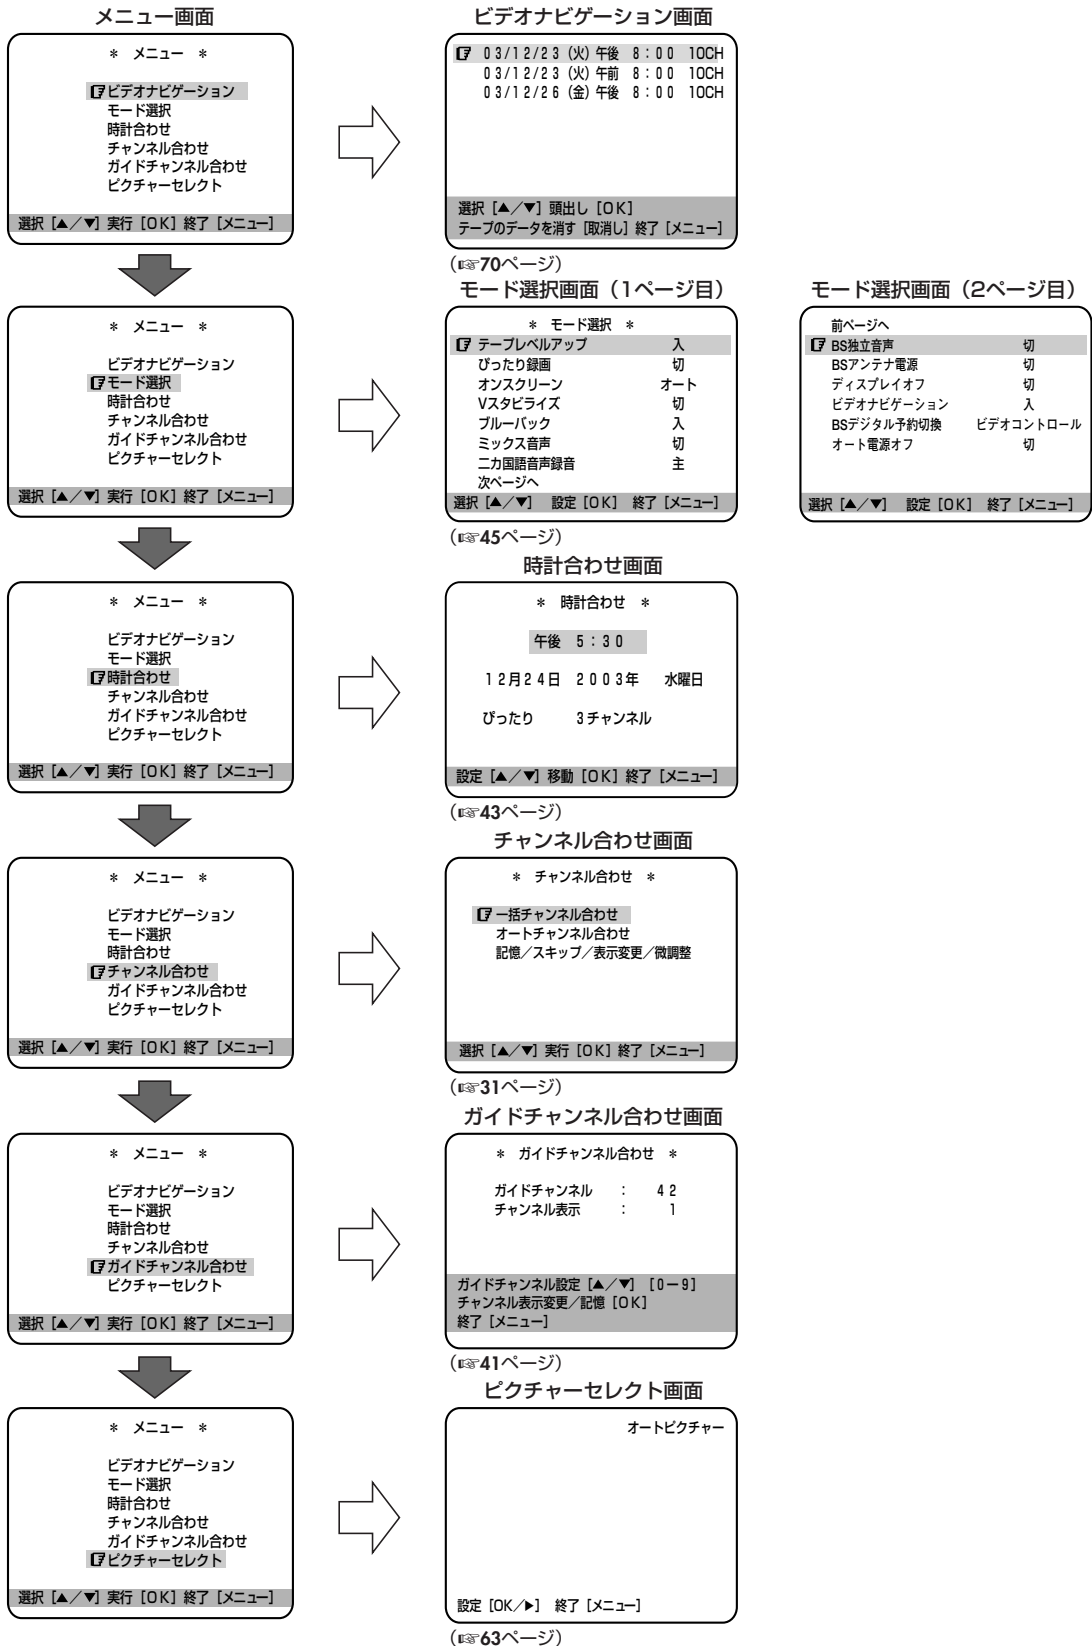 メニュー画面
＊ メニュー ＊
☞ビデオナビゲーション
モード選択
時計合わせ
チャンネル合わせ
ガイドチャンネル合わせ
ピクチャーセレクト
選択［▲／▼］実行［OK］終了［メニュー］
ビデオナビゲーション画面
☞ 03/12/23（火）午後 8：00 10CH
03/12/23（火）午前 8：00 10CH
03/12/26（金）午後 8：00 10CH
選択［▲／▼］頭出し［OK］
テープのデータを消す［取消し］終了［メニュー］
（☞70ページ）
＊ メニュー ＊
ビデオナビゲーション
☞モード選択
時計合わせ
チャンネル合わせ
ガイドチャンネル合わせ
ピクチャーセレクト
選択［▲／▼］実行［OK］終了［メニュー］
モード選択画面（1ページ目）
＊ モード選択 ＊
☞ テープレベルアップ 入
ぴったり録画 切
オンスクリーン オート
Vスタビライズ 切
ブルーバック 入
ミックス音声 切
二カ国語音声録音 主
次ページへ
選択［▲／▼］ 設定［OK］ 終了［メニュー］
（☞45ページ）
モード選択画面（2ページ目）
前ページへ
☞ BS独立音声 切
BSアンテナ電源 切
ディスプレイオフ 切
ビデオナビゲーション 入
BSデジタル予約切換 ビデオコントロール
オート電源オフ 切
選択［▲／▼］ 設定［OK］ 終了［メニュー］
＊ メニュー ＊
ビデオナビゲーション
モード選択
☞時計合わせ
チャンネル合わせ
ガイドチャンネル合わせ
ピクチャーセレクト
選択［▲／▼］実行［OK］終了［メニュー］
時計合わせ画面
＊ 時計合わせ ＊
午後 5：30
12月24日 2003年 水曜日
ぴったり 3チャンネル
設定［▲／▼］移動［OK］終了［メニュー］
（☞43ページ）
＊ メニュー ＊
ビデオナビゲーション
モード選択
時計合わせ
☞チャンネル合わせ
ガイドチャンネル合わせ
ピクチャーセレクト
選択［▲／▼］実行［OK］終了［メニュー］
チャンネル合わせ画面
＊ チャンネル合わせ ＊
☞ 一括チャンネル合わせ
オートチャンネル合わせ
記憶／スキップ／表示変更／微調整
選択［▲／▼］実行［OK］終了［メニュー］
（☞31ページ）
＊ メニュー ＊
ビデオナビゲーション
モード選択
時計合わせ
チャンネル合わせ
☞ガイドチャンネル合わせ
ピクチャーセレクト
選択［▲／▼］実行［OK］終了［メニュー］
ガイドチャンネル合わせ画面
＊ ガイドチャンネル合わせ ＊
ガイドチャンネル ： 42
チャンネル表示 ： 1
ガイドチャンネル設定［▲／▼］［0－9］
チャンネル表示変更／記憶［OK］
終了［メニュー］
（☞41ページ）
＊ メニュー ＊
ビデオナビゲーション
モード選択
時計合わせ
チャンネル合わせ
ガイドチャンネル合わせ
☞ピクチャーセレクト
選択［▲／▼］実行［OK］終了［メニュー］
ピクチャーセレクト画面
オートピクチャー
設定［OK／▶］ 終了［メニュー］
（☞63ページ）